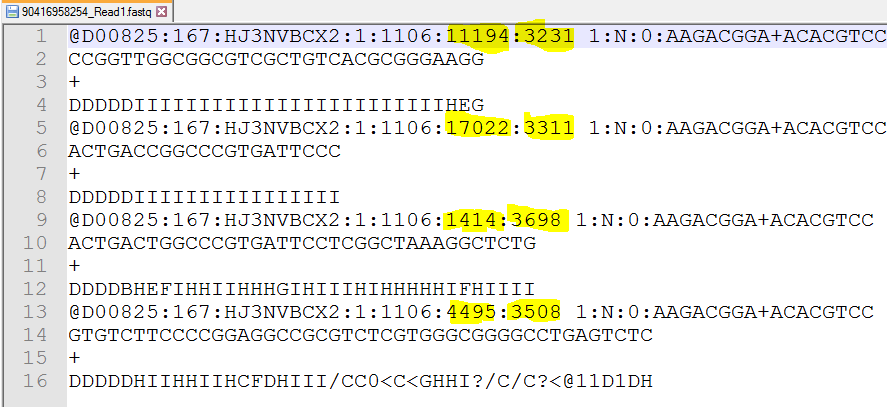 90416958254_Read1.fastq
1 @D00825:167:HJ3NVBCX2:1:1106:11194:3231 1:N:0:AAGACGGA+ACACGTCC
2 CCGGTTGGCGGCGTCGCTGTCACGCGGGAAGG
3 +
4 DDDDDIIIIIIIIIIIIIIIIIIIIIIIIHEG
5 @D00825:167:HJ3NVBCX2:1:1106:17022:3311 1:N:0:AAGACGGA+ACACGTCC
6 ACTGACCGGCCCGTGATTCCC
7 +
8 DDDDDIIIIIIIIIIIIIIII
9 @D00825:167:HJ3NVBCX2:1:1106:1414:3698 1:N:0:AAGACGGA+ACACGTCC
10 ACTGACTGGCCCGTGATTCCTCGGCTAAAGGCTCTG
11 +
12 DDDDBHEFIHHIIHHHGIHIIIHIHHHHHIFHIIII
13 @D00825:167:HJ3NVBCX2:1:1106:4495:3508 1:N:0:AAGACGGA+ACACGTCC
14 GTGTCTTCCCCGGAGGCCGCGTCTCGTGGGCGGGGCCTGAGTCTC
15 +
16 DDDDDHIIHHIIHCFDHIII/CC0<C<GHHI?/C/C?<@11D1DH